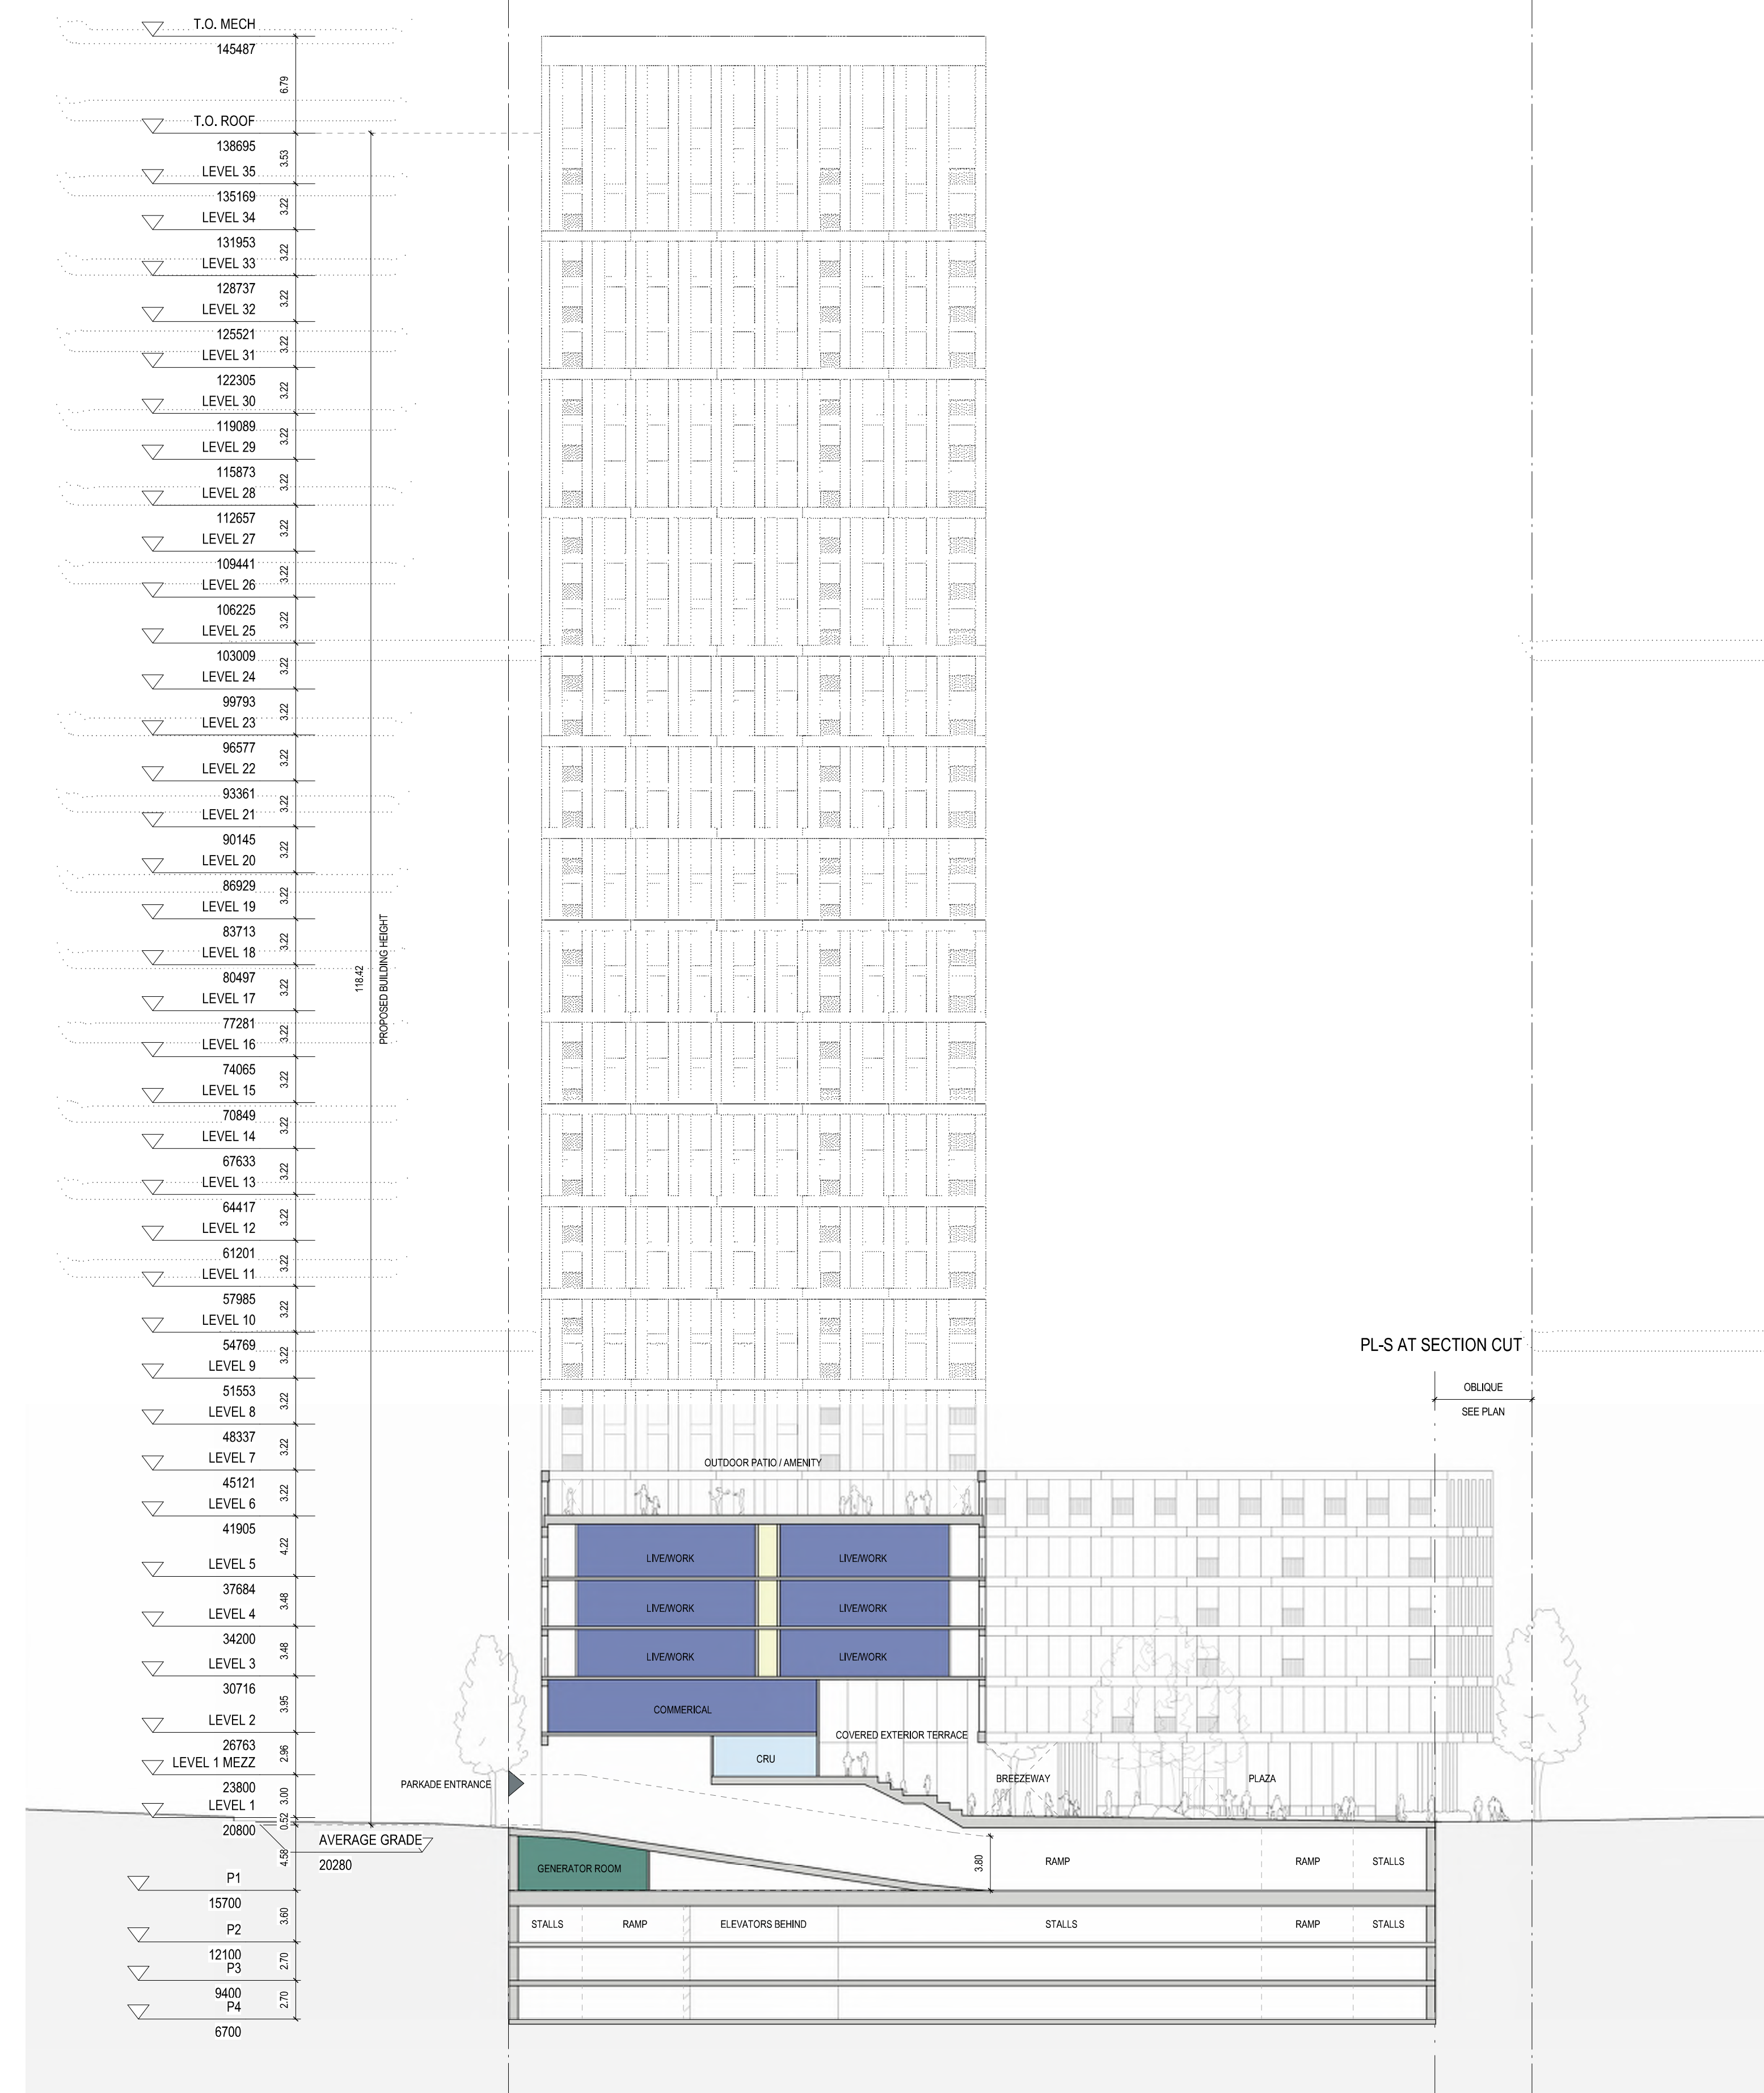 T.O. MECH
145487
6.79
T.O. ROOF
138695
3.53
LEVEL 35
135169
3.22
LEVEL 34
131953
3.22
LEVEL 33
128737
3.22
LEVEL 32
125521
3.22
LEVEL 31
122305
3.22
LEVEL 30
119089
3.22
LEVEL 29
115873
3.22
LEVEL 28
112657
3.22
LEVEL 27
109441
3.22
LEVEL 26
106225
3.22
LEVEL 25
103009
3.22
LEVEL 24
99793
3.22
LEVEL 23
96577
3.22
LEVEL 22
93361
3.22
LEVEL 21
90145
3.22
LEVEL 20
86929
3.22
LEVEL 19
83713
3.22
LEVEL 18
80497
3.22
LEVEL 17
77281
3.22
LEVEL 16
74065
3.22
LEVEL 15
70849
3.22
LEVEL 14
67633
3.22
LEVEL 13
64417
3.22
LEVEL 12
61201
3.22
LEVEL 11
57985
3.22
LEVEL 10
54769
3.22
LEVEL 9
51553
3.22
LEVEL 8
48337
3.22
LEVEL 7
45121
3.22
LEVEL 6
41905
4.22
LEVEL 5
37684
3.48
LEVEL 4
34200
3.48
LEVEL 3
30716
3.95
LEVEL 2
26763
2.96
LEVEL 1 MEZZ
23800
3.00
LEVEL 1
20800
0.52
AVERAGE GRADE
20280
4.58
P1
15700
3.60
P2
12100
2.70
P3
9400
2.70
P4
6700
118.42
PROPOSED BUILDING HEIGHT
PL-S AT SECTION CUT
OBLIQUE
SEE PLAN
OUTDOOR PATIO / AMENITY
LIVE/WORK
LIVE/WORK
LIVE/WORK
LIVE/WORK
LIVE/WORK
LIVE/WORK
COMMERICAL
COVERED EXTERIOR TERRACE
CRU
PARKADE ENTRANCE
BREEZEWAY
PLAZA
GENERATOR ROOM
3.80
RAMP
RAMP
STALLS
STALLS
RAMP
ELEVATORS BEHIND
STALLS
RAMP
STALLS